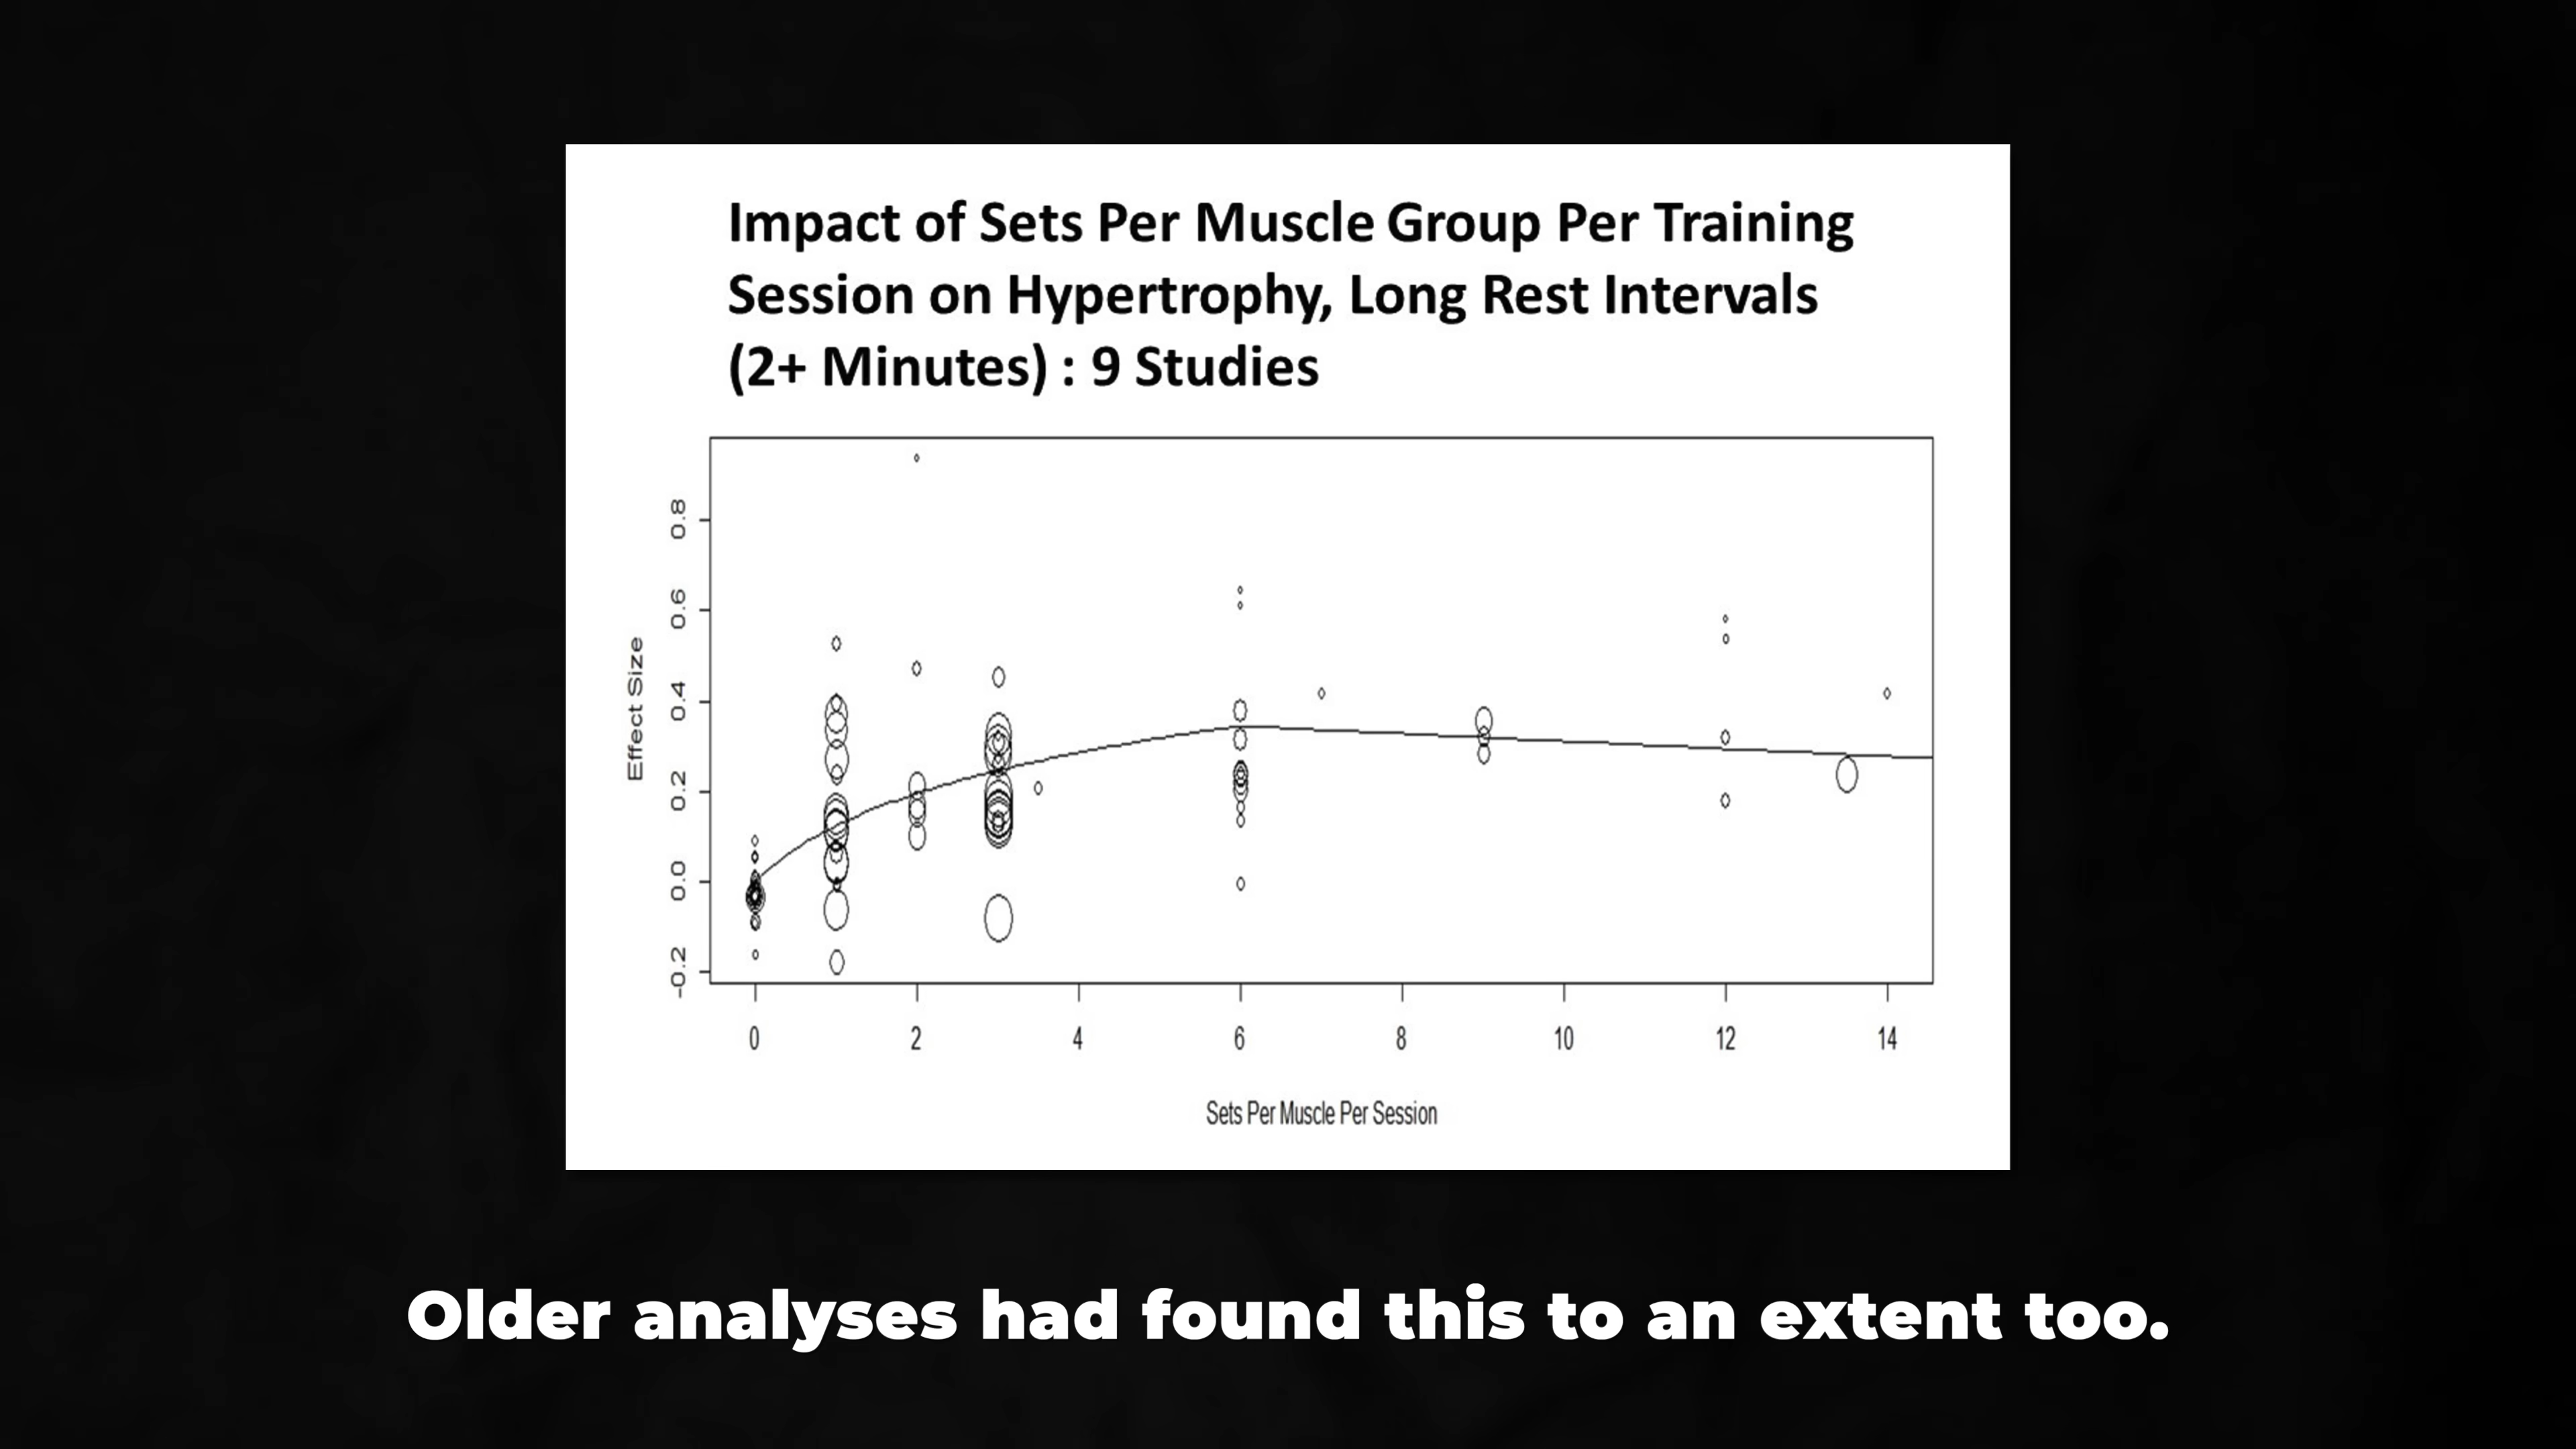 Impact of Sets Per Muscle Group Per Training
Session on Hypertrophy, Long Rest Intervals
(2+ Minutes) : 9 Studies
0.8
0.6
0.4
0.2
0.0
-0.2
Effect Size
0 2 4 6 8 10 12 14
Sets Per Muscle Per Session
Older analyses had found this to an extent too.